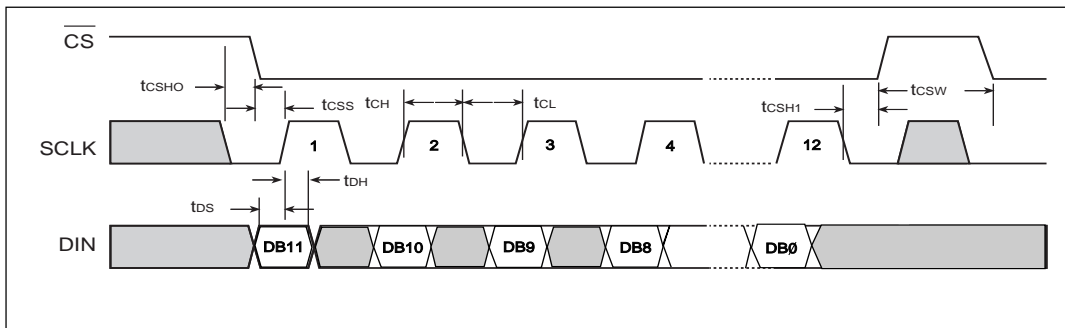 CS
tCSHO tCSS tCH tCL tCSH1 tCSW
SCLK 1 2 3 4 12
tDH
tDS
DIN DB11 DB10 DB9 DB8 DBØ